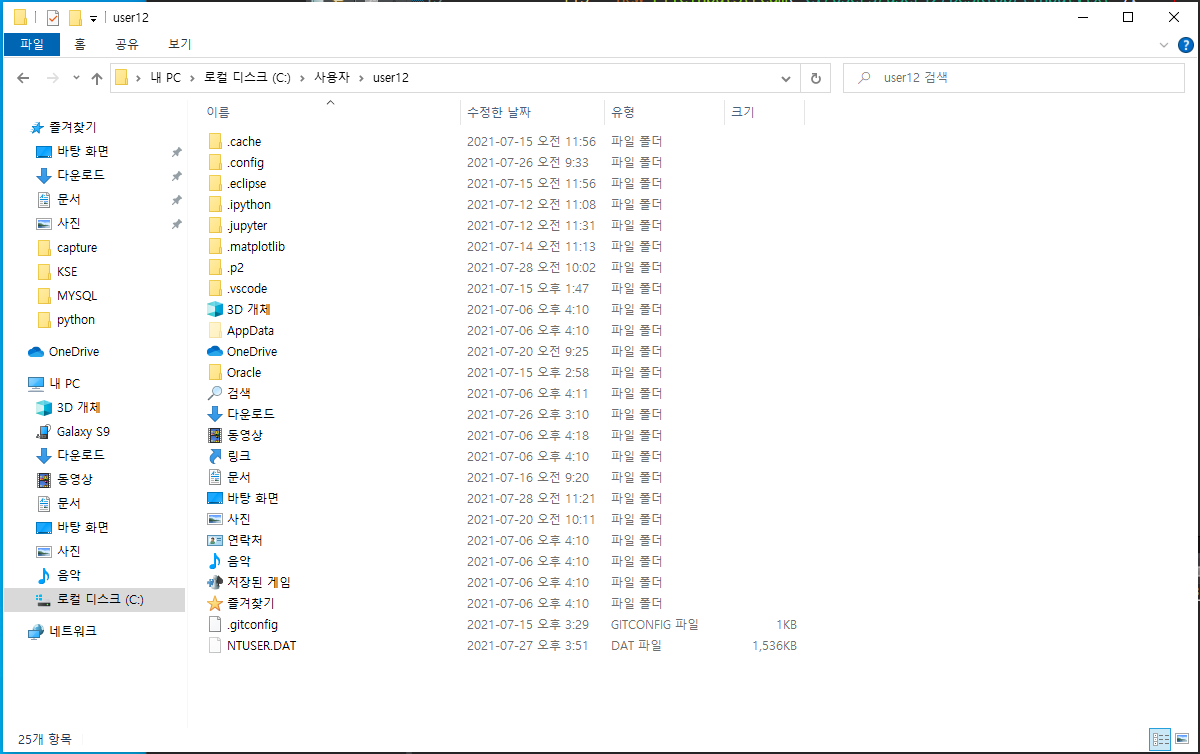 user12
파일 홈 공유 보기
내 PC 로컬 디스크 (C:) 사용자 user12
user12 검색
즐겨찾기
바탕 화면
다운로드
문서
사진
capture
KSE
MYSQL
python
OneDrive
내 PC
3D 개체
Galaxy S9
다운로드
동영상
문서
바탕 화면
사진
음악
로컬 디스크 (C:)
네트워크
이름 수정한 날짜 유형 크기
.cache 2021-07-15 오전 11:56 파일 폴더
.config 2021-07-26 오전 9:33 파일 폴더
.eclipse 2021-07-15 오전 11:56 파일 폴더
.ipython 2021-07-12 오전 11:08 파일 폴더
.jupyter 2021-07-12 오전 11:31 파일 폴더
.matplotlib 2021-07-14 오전 11:13 파일 폴더
.p2 2021-07-28 오전 10:02 파일 폴더
.vscode 2021-07-15 오후 1:47 파일 폴더
3D 개체 2021-07-06 오후 4:10 파일 폴더
AppData 2021-07-06 오후 4:10 파일 폴더
OneDrive 2021-07-20 오전 9:25 파일 폴더
Oracle 2021-07-15 오후 2:58 파일 폴더
검색 2021-07-06 오후 4:11 파일 폴더
다운로드 2021-07-26 오후 3:10 파일 폴더
동영상 2021-07-06 오후 4:18 파일 폴더
링크 2021-07-06 오후 4:10 파일 폴더
문서 2021-07-16 오전 9:20 파일 폴더
바탕 화면 2021-07-28 오전 11:21 파일 폴더
사진 2021-07-20 오전 10:11 파일 폴더
연락처 2021-07-06 오후 4:10 파일 폴더
음악 2021-07-06 오후 4:10 파일 폴더
저장된 게임 2021-07-06 오후 4:10 파일 폴더
즐겨찾기 2021-07-06 오후 4:10 파일 폴더
.gitconfig 2021-07-15 오후 3:29 GITCONFIG 파일 1KB
NTUSER.DAT 2021-07-27 오후 3:51 DAT 파일 1,536KB
25개 항목